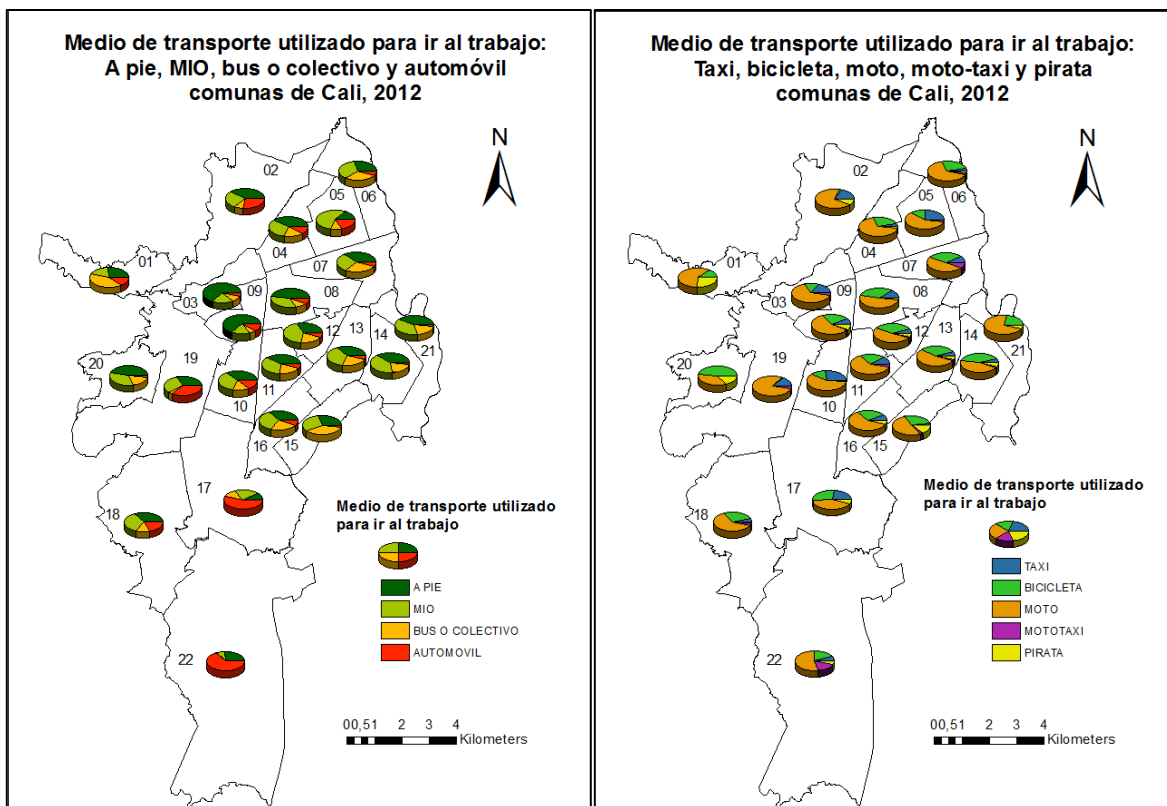 Medio de transporte utilizado para ir al trabajo:
A pie, MIO, bus o colectivo y automóvil
comunas de Cali, 2012
N
02
05
06
04
01
07
03
09
08
12
13
14
21
20
19
11
10
16
15
17
18
22
Medio de transporte utilizado
para ir al trabajo
A PIE
MIO
BUS O COLECTIVO
AUTOMOVIL
00,51 2 3 4
Kilometers
Medio de transporte utilizado para ir al trabajo:
Taxi, bicicleta, moto, moto-taxi y pirata
comunas de Cali, 2012
N
02
05
06
04
01
07
03
09
08
12
13
14
21
20
19
11
10
16
15
17
18
22
Medio de transporte utilizado
para ir al trabajo
TAXI
BICICLETA
MOTO
MOTOTAXI
PIRATA
00,51 2 3 4
Kilometers